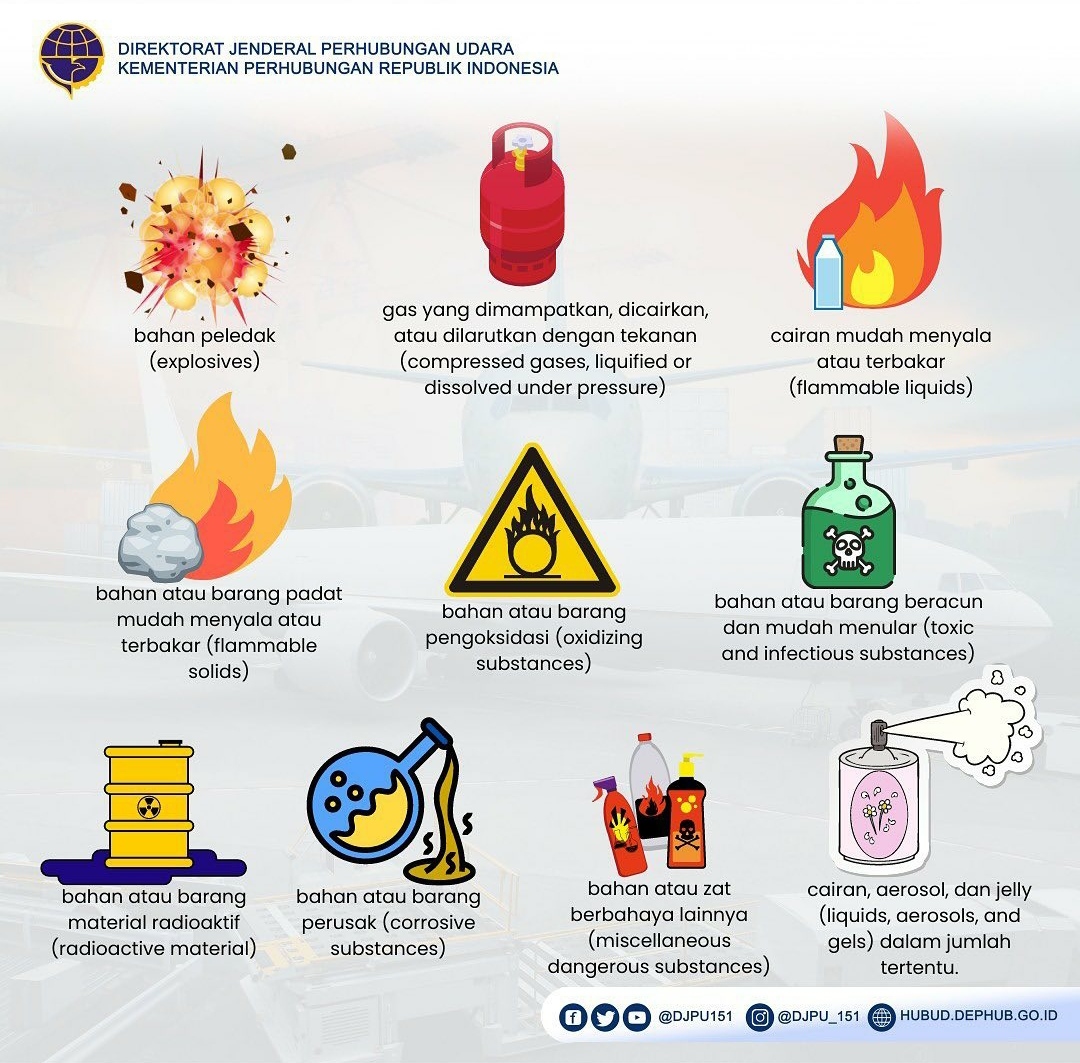 DIREKTORAT JENDERAL PERHUBUNGAN UDARA
KEMENTERIAN PERHUBUNGAN REPUBLIK INDONESIA
bahan peledak
(explosives)
gas yang dimampatkan, dicairkan,
atau dilarutkan dengan tekanan
(compressed gases, liquified or
dissolved under pressure)
cairan mudah menyala
atau terbakar
(flammable liquids)
bahan atau barang padat
mudah menyala atau
terbakar (flammable
solids)
bahan atau barang
pengoksidasi (oxidizing
substances)
bahan atau barang beracun
dan mudah menular (toxic
and infectious substances)
bahan atau barang
material radioaktif
(radioactive material)
bahan atau barang
perusak (corrosive
substances)
bahan atau zat
berbahaya lainnya
(miscellaneous
dangerous substances)
cairan, aerosol, dan jelly
(liquids, aerosols, and
gels) dalam jumlah
tertentu.
@DJPU151 @DJPU_151 HUBUD.DEPHUB.GO.ID